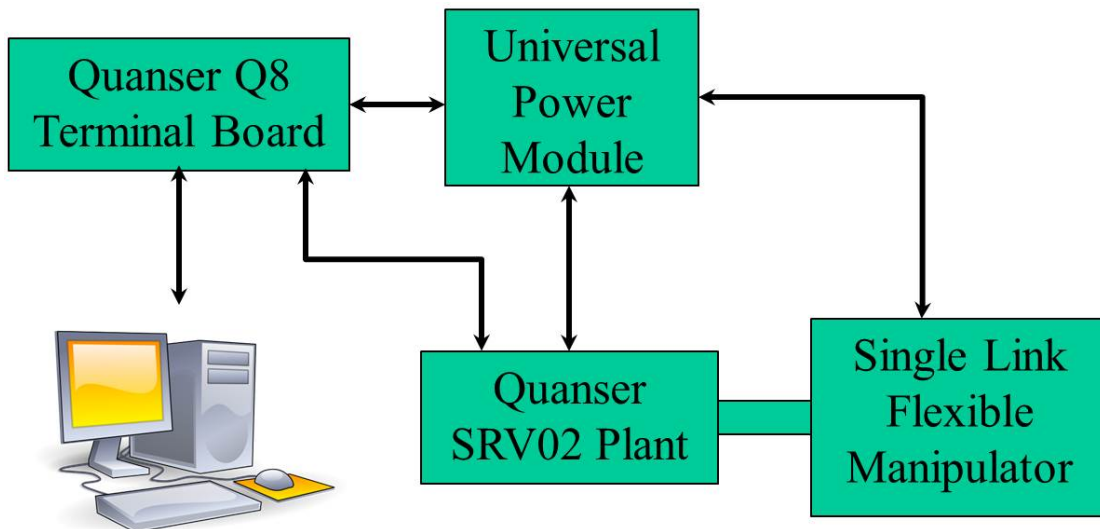 Quanser Q8
Terminal Board
Universal
Power
Module
Quanser
SRV02 Plant
Single Link
Flexible
Manipulator